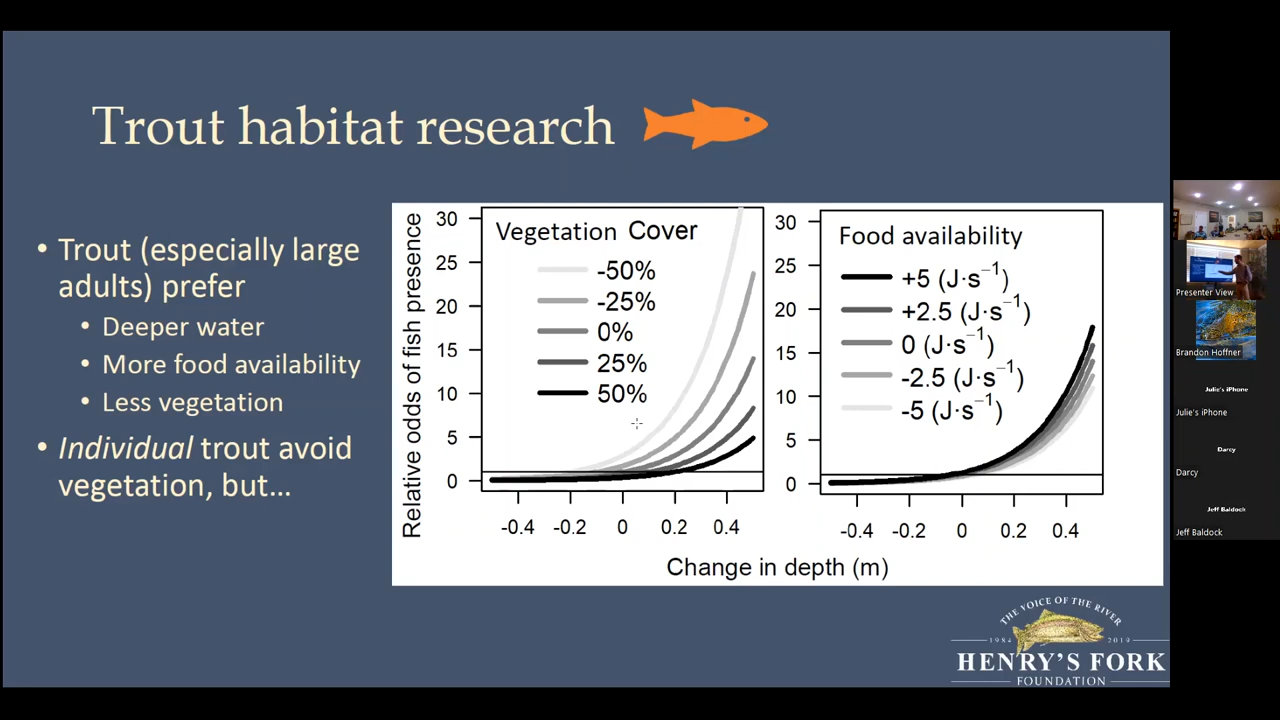 Trout habitat research
• Trout (especially large
adults) prefer
• Deeper water
• More food availability
• Less vegetation
• Individual trout avoid
vegetation, but...
Relative odds of fish presence
30
25
20
15
10
5
0
Vegetation Cover
-50%
-25%
0%
25%
50%
-0.4
-0.2
0
0.2
0.4
30
25
20
15
10
5
0
Food availability
+5 (J·s⁻¹)
+2.5 (J·s⁻¹)
0 (J·s⁻¹)
-2.5 (J·s⁻¹)
-5 (J·s⁻¹)
-0.4
-0.2
0
0.2
0.4
Change in depth (m)
THE VOICE OF THE RIVER
1984 2019
HENRY'S FORK
FOUNDATION
Presenter View
Brandon Hoffner
Julie's iPhone
Julie's iPhone
Darcy
Darcy
Jeff Baldock
Jeff Baldock